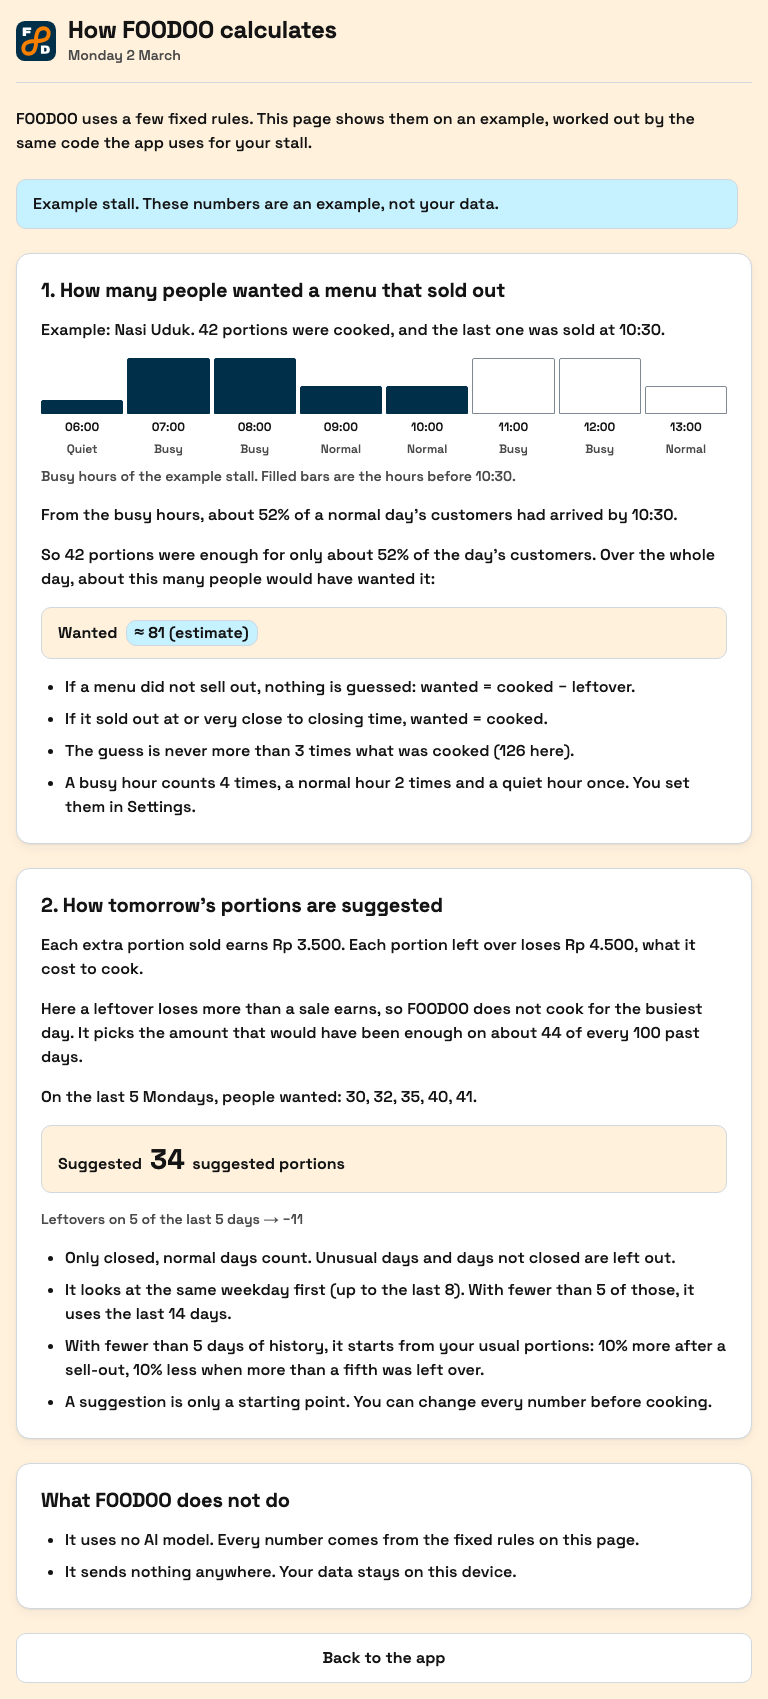 F D
How FOODOO calculates
Monday 2 March
FOODOO uses a few fixed rules. This page shows them on an example, worked out by the
same code the app uses for your stall.
Example stall. These numbers are an example, not your data.
1. How many people wanted a menu that sold out
Example: Nasi Uduk. 42 portions were cooked, and the last one was sold at 10:30.
06:00 07:00 08:00 09:00 10:00 11:00 12:00 13:00
Quiet Busy Busy Normal Normal Busy Busy Normal
Busy hours of the example stall. Filled bars are the hours before 10:30.
From the busy hours, about 52% of a normal day's customers had arrived by 10:30.
So 42 portions were enough for only about 52% of the day's customers. Over the whole
day, about this many people would have wanted it:
Wanted ≈ 81 (estimate)
• If a menu did not sell out, nothing is guessed: wanted = cooked − leftover.
• If it sold out at or very close to closing time, wanted = cooked.
• The guess is never more than 3 times what was cooked (126 here).
• A busy hour counts 4 times, a normal hour 2 times and a quiet hour once. You set
them in Settings.
2. How tomorrow's portions are suggested
Each extra portion sold earns Rp 3.500. Each portion left over loses Rp 4.500, what it
cost to cook.
Here a leftover loses more than a sale earns, so FOODOO does not cook for the busiest
day. It picks the amount that would have been enough on about 44 of every 100 past
days.
On the last 5 Mondays, people wanted: 30, 32, 35, 40, 41.
Suggested 34 suggested portions
Leftovers on 5 of the last 5 days → −11
• Only closed, normal days count. Unusual days and days not closed are left out.
• It looks at the same weekday first (up to the last 8). With fewer than 5 of those, it
uses the last 14 days.
• With fewer than 5 days of history, it starts from your usual portions: 10% more after a
sell-out, 10% less when more than a fifth was left over.
• A suggestion is only a starting point. You can change every number before cooking.
What FOODOO does not do
• It uses no AI model. Every number comes from the fixed rules on this page.
• It sends nothing anywhere. Your data stays on this device.
Back to the app